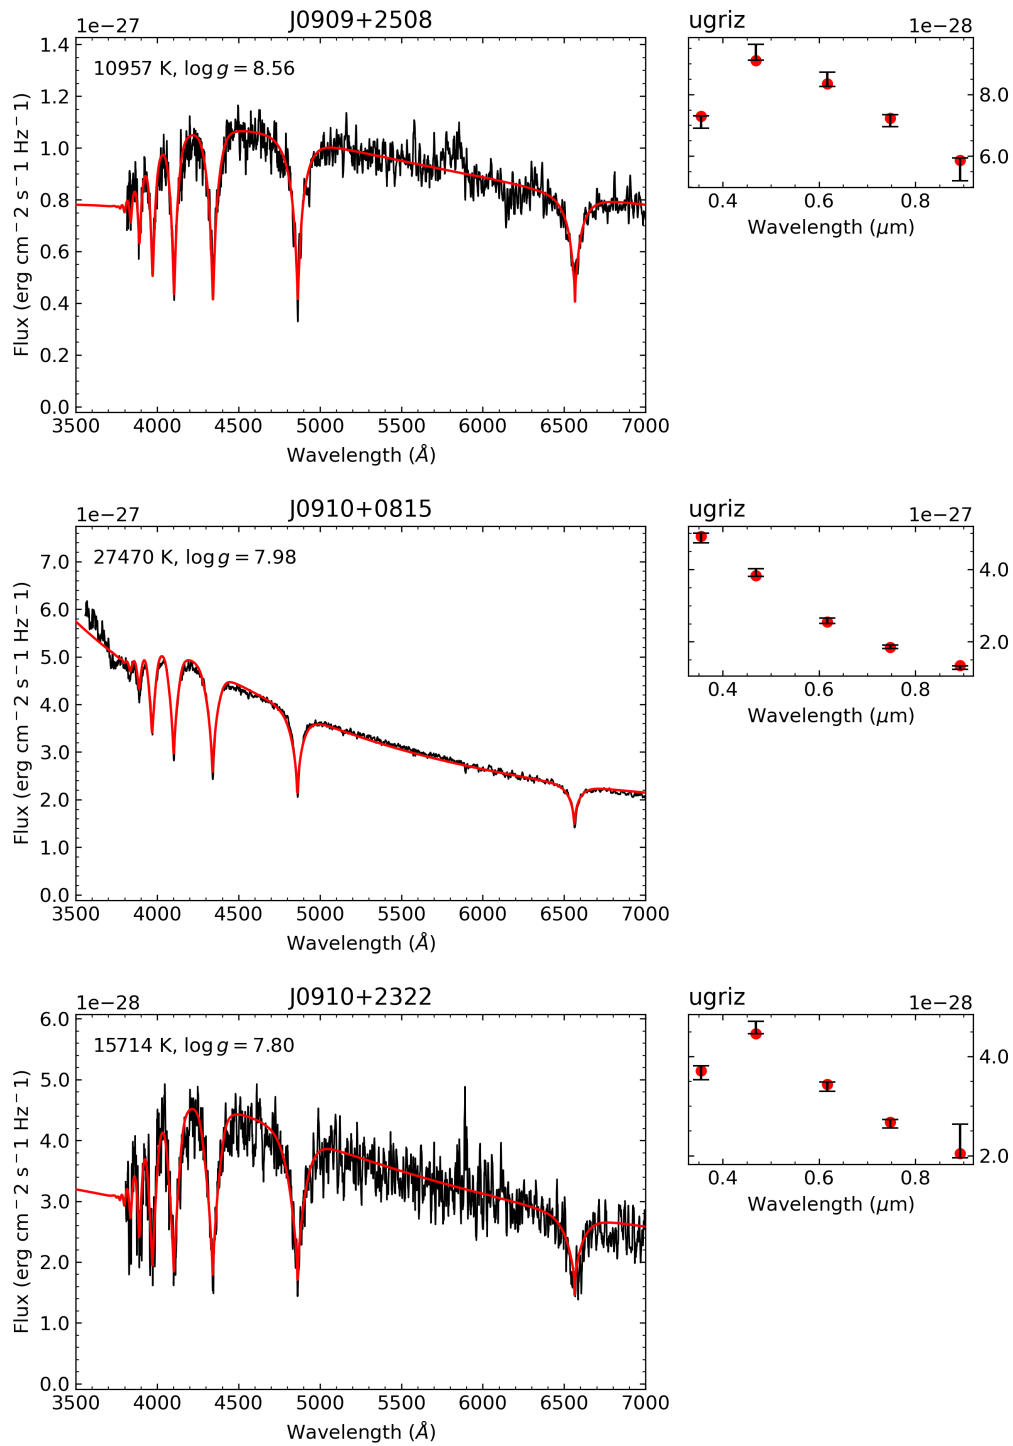 J0909+2508
1e−27
10957 K, log g = 8.56
Flux (erg cm−2 s−1 Hz−1)
1.4
1.2
1.0
0.8
0.6
0.4
0.2
0.0
3500 4000 4500 5000 5500 6000 6500 7000
Wavelength (Å)
ugriz
1e−28
8.0
6.0
0.4 0.6 0.8
Wavelength (μm)
J0910+0815
1e−27
27470 K, log g = 7.98
Flux (erg cm−2 s−1 Hz−1)
7.0
6.0
5.0
4.0
3.0
2.0
1.0
0.0
3500 4000 4500 5000 5500 6000 6500 7000
Wavelength (Å)
ugriz
1e−27
4.0
2.0
0.4 0.6 0.8
Wavelength (μm)
J0910+2322
1e−28
15714 K, log g = 7.80
Flux (erg cm−2 s−1 Hz−1)
6.0
5.0
4.0
3.0
2.0
1.0
0.0
3500 4000 4500 5000 5500 6000 6500 7000
Wavelength (Å)
ugriz
1e−28
4.0
2.0
0.4 0.6 0.8
Wavelength (μm)